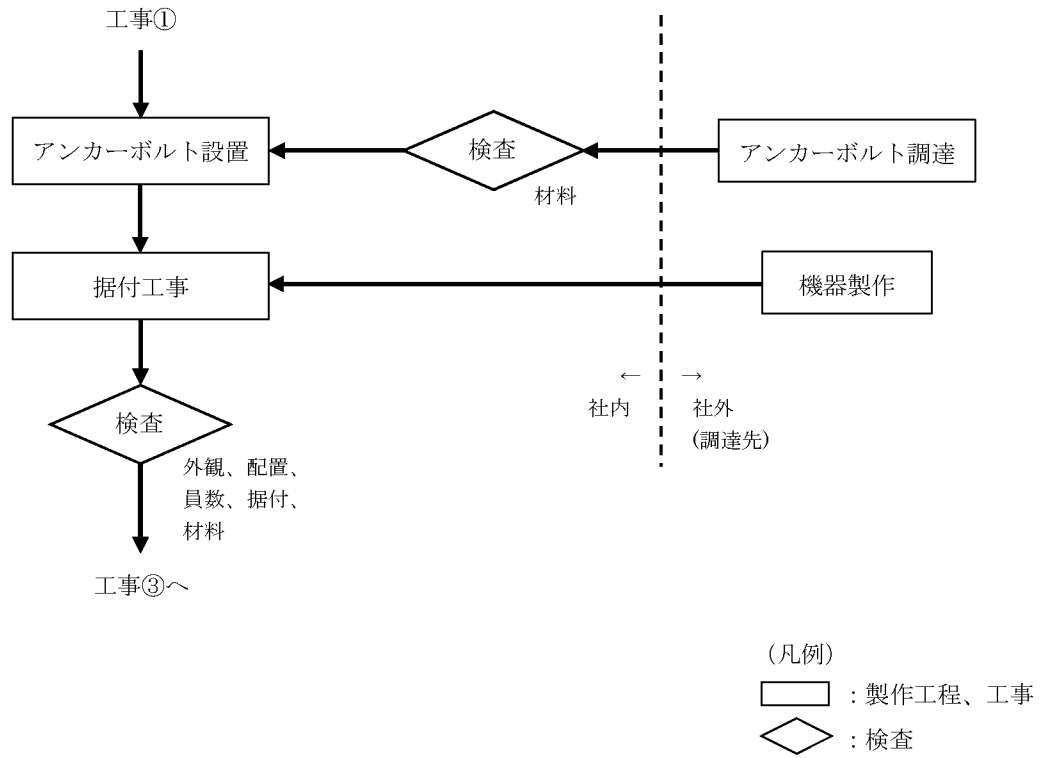 工事①
アンカーボルト設置
検査
材料
アンカーボルト調達
据付工事
機器製作
← →
社内 社外
(調達先)
検査
外観、配置、
員数、据付、
材料
工事③へ
(凡例)
：製作工程、工事
：検査